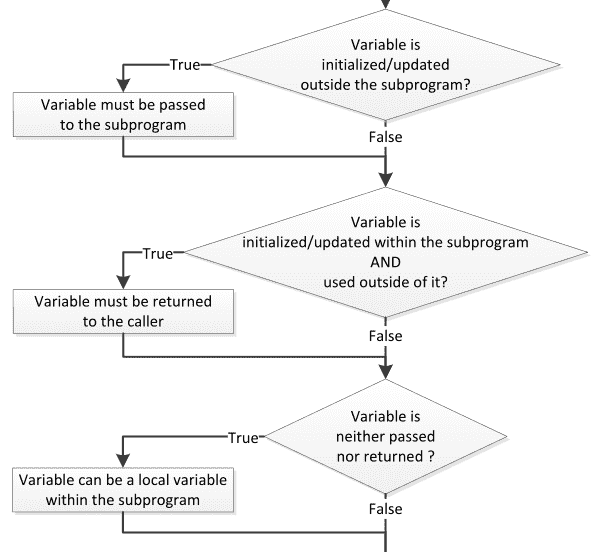 Variable is
initialized/updated
outside the subprogram?
True
Variable must be passed
to the subprogram
False
Variable is
initialized/updated within the subprogram
AND
used outside of it?
True
Variable must be returned
to the caller
False
Variable is
neither passed
nor returned ?
True
Variable can be a local variable
within the subprogram
False